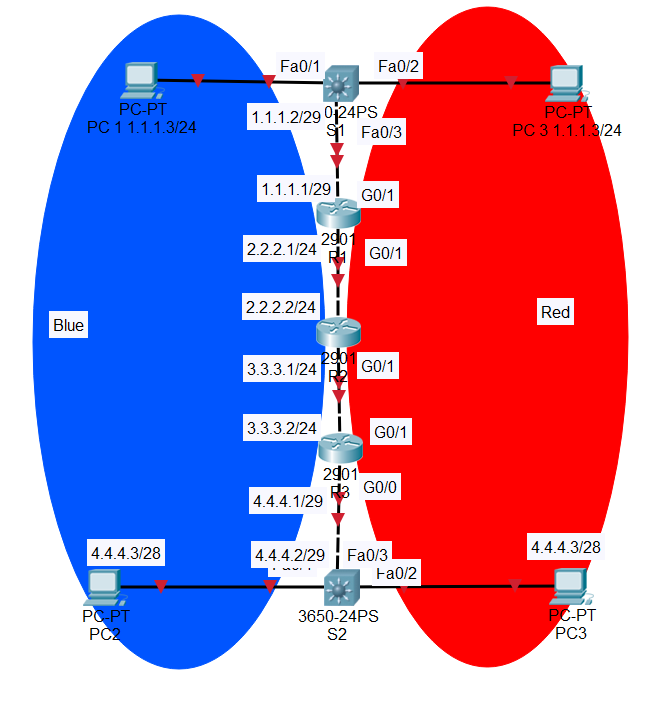 Fa0/1
Fa0/2
PC-PT
PC 1 1.1.1.3/24
1.1.1.2/29
0-24PS
S1
Fa0/3
PC-PT
PC 3 1.1.1.3/24
1.1.1.1/29
G0/1
2901
R1
2.2.2.1/24
G0/1
2.2.2.2/24
Blue
Red
2901
R2
3.3.3.1/24
G0/1
3.3.3.2/24
G0/1
2901
R3
G0/0
4.4.4.1/29
4.4.4.3/28
4.4.4.2/29
Fa0/3
4.4.4.3/28
Fa0/2
PC-PT
PC2
3650-24PS
S2
PC-PT
PC3